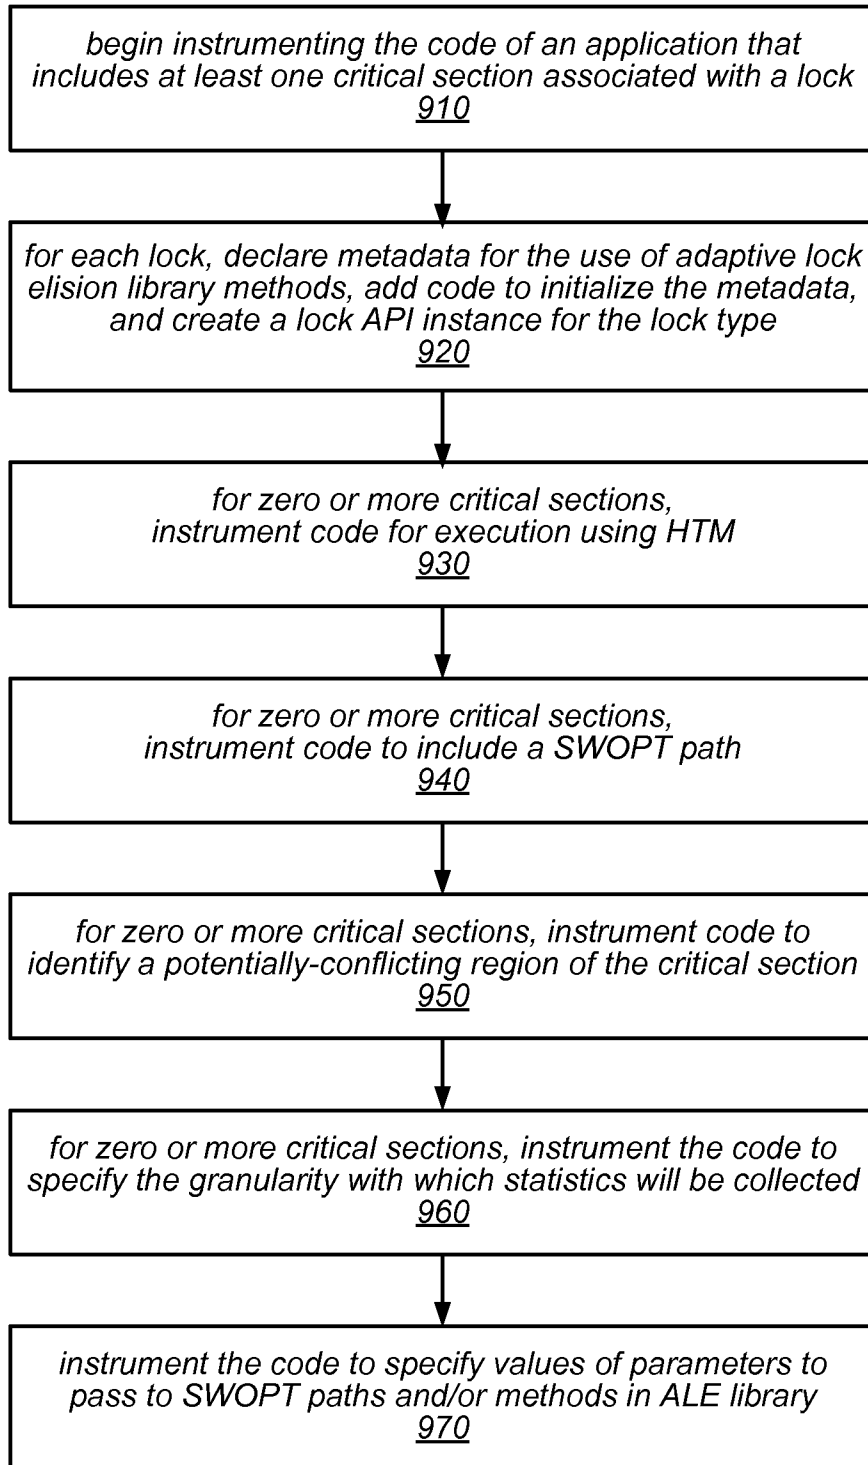 begin instrumenting the code of an application that
includes at least one critical section associated with a lock
910
for each lock, declare metadata for the use of adaptive lock
elision library methods, add code to initialize the metadata,
and create a lock API instance for the lock type
920
for zero or more critical sections,
instrument code for execution using HTM
930
for zero or more critical sections,
instrument code to include a SWOPT path
940
for zero or more critical sections, instrument code to
identify a potentially-conflicting region of the critical section
950
for zero or more critical sections, instrument the code to
specify the granularity with which statistics will be collected
960
instrument the code to specify values of parameters to
pass to SWOPT paths and/or methods in ALE library
970